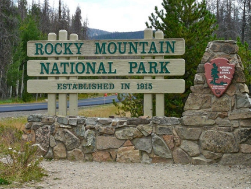 ROCKY MOUNTAIN
NATIONAL PARK
ESTABLISHED IN 1915